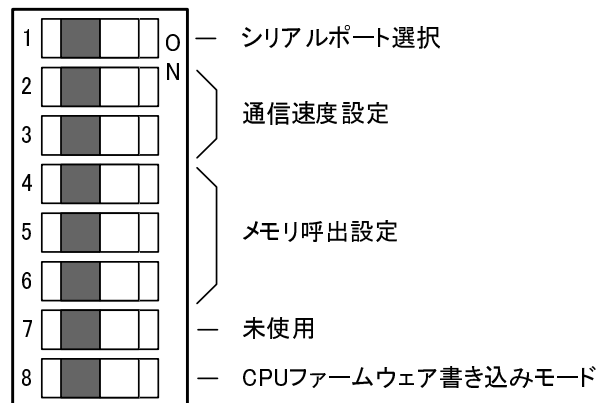 1 ON シリアルポート選択
2
3 通信速度設定
4
5 メモリ呼出設定
6
7 未使用
8 CPUファームウェア書き込みモード